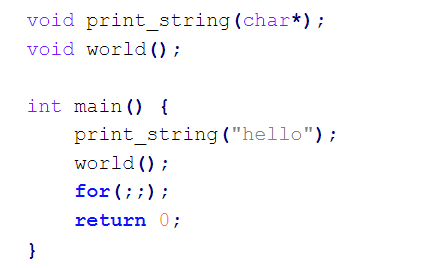 void print_string(char*);
void world();
int main() {
print_string("hello");
world();
for(;;);
return 0;
}